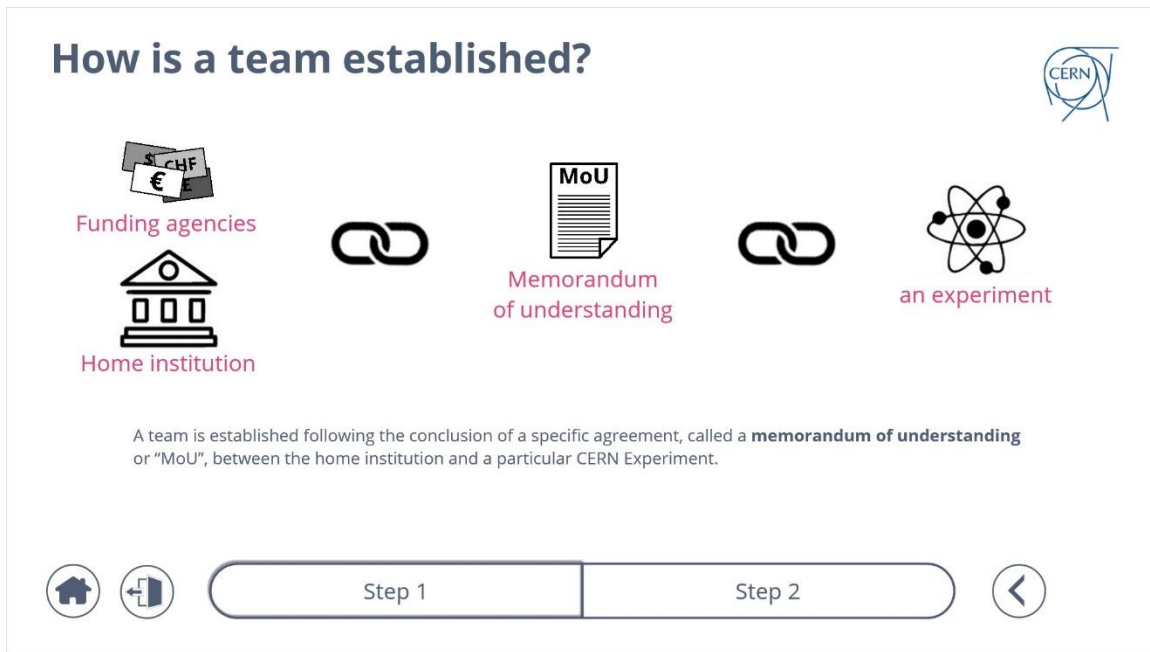 How is a team established?
CERN
$ CHF
€ £
Funding agencies
Home institution
MoU
Memorandum
of understanding
an experiment
A team is established following the conclusion of a specific agreement, called a memorandum of understanding
or “MoU”, between the home institution and a particular CERN Experiment.
Step 1
Step 2